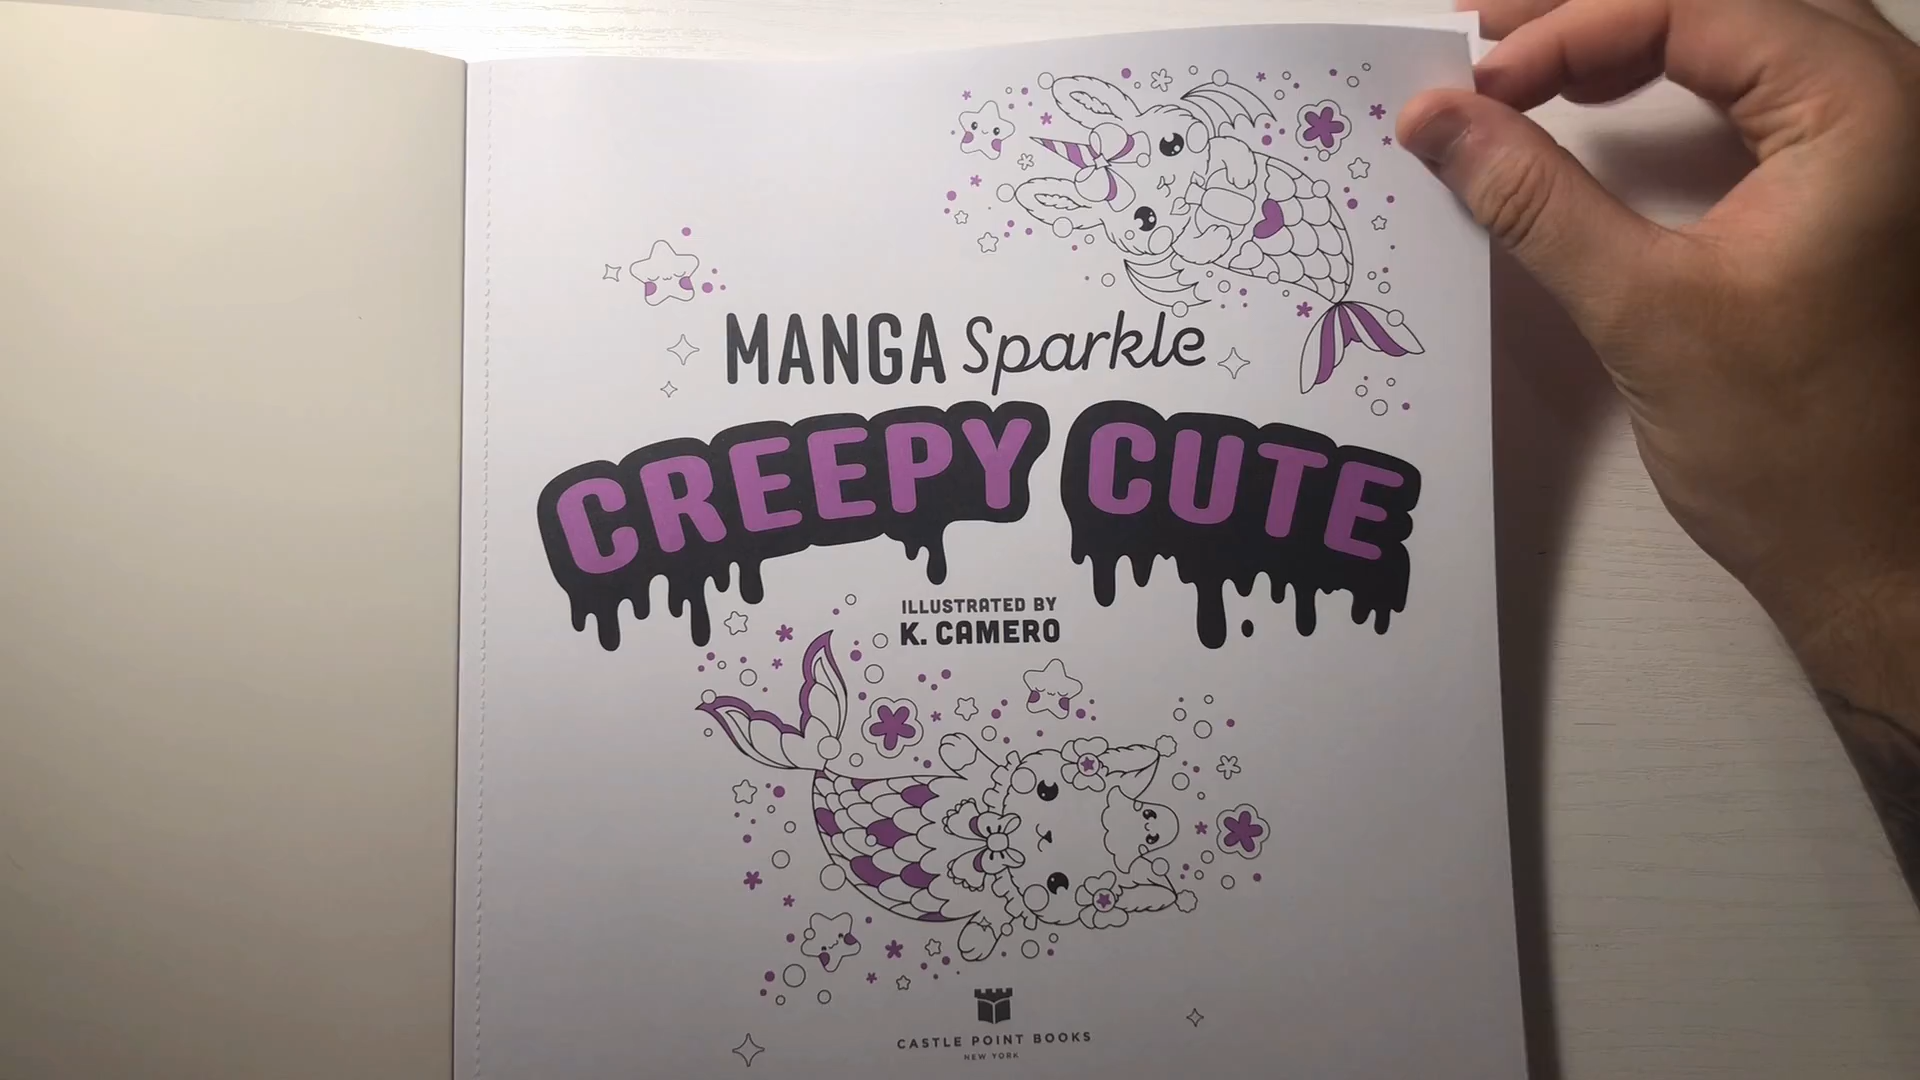 MANGA Sparkle
CREEPY CUTE
ILLUSTRATED BY
K. CAMERO
CASTLE POINT BOOKS
NEW YORK